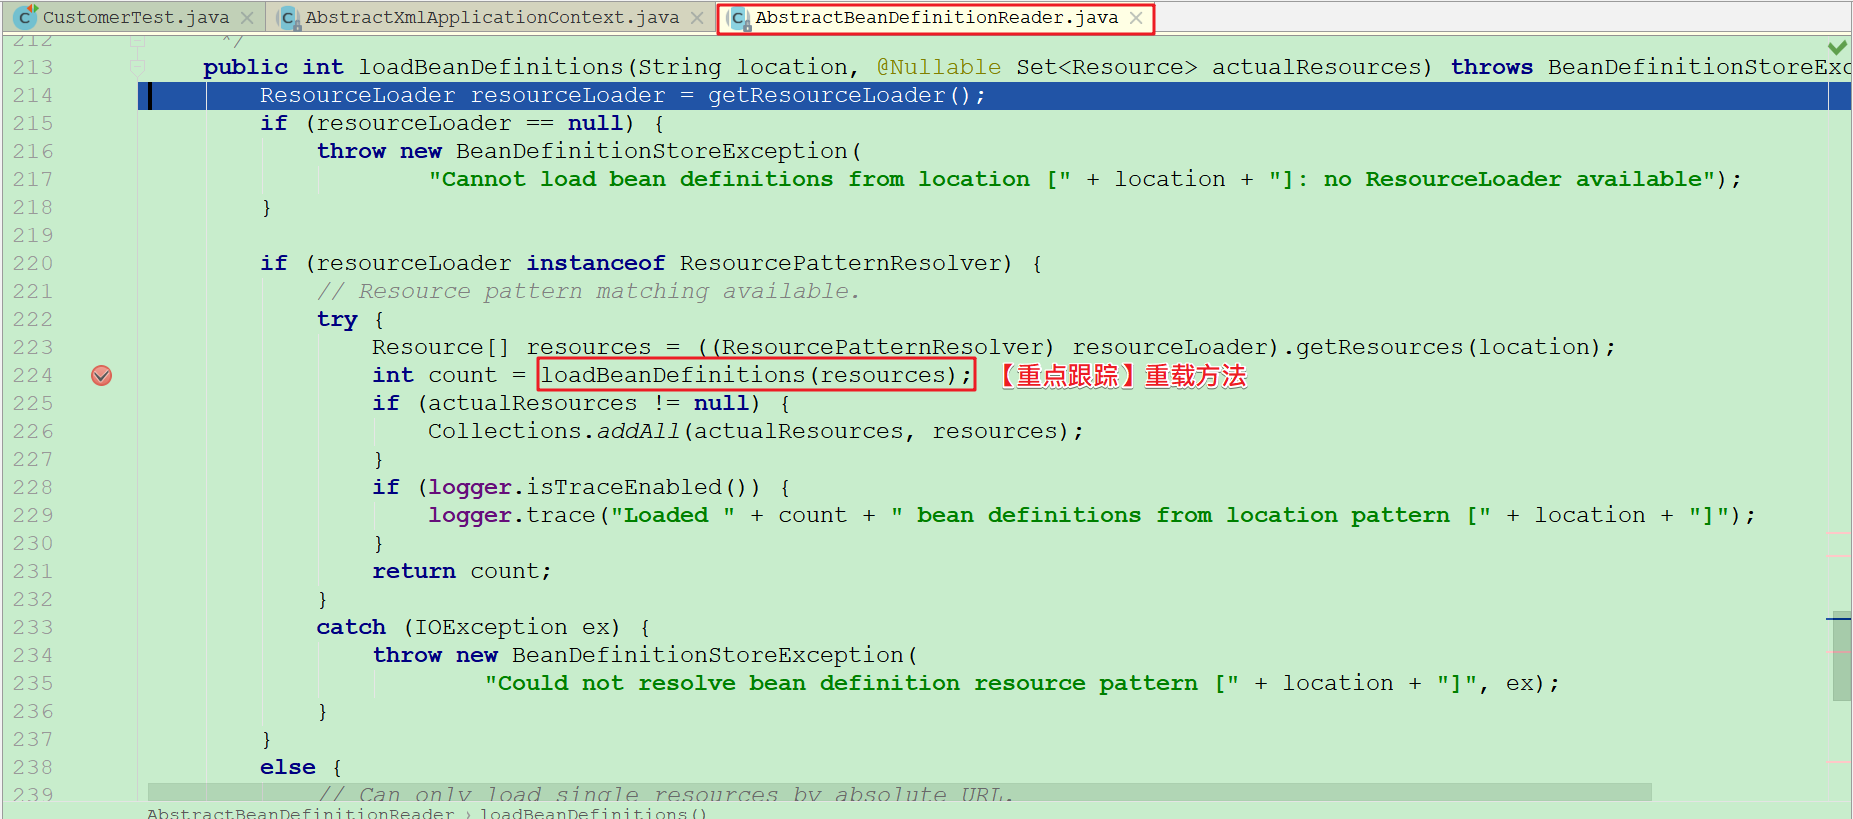 CustomerTest.java AbstractXmlApplicationContext.java AbstractBeanDefinitionReader.java
212 */
213 public int loadBeanDefinitions(String location, @Nullable Set<Resource> actualResources) throws BeanDefinitionStoreExc
214 ResourceLoader resourceLoader = getResourceLoader();
215 if (resourceLoader == null) {
216 throw new BeanDefinitionStoreException(
217 "Cannot load bean definitions from location [" + location + "]: no ResourceLoader available");
218 }
219
220 if (resourceLoader instanceof ResourcePatternResolver) {
221 // Resource pattern matching available.
222 try {
223 Resource[] resources = ((ResourcePatternResolver) resourceLoader).getResources(location);
224 int count = loadBeanDefinitions(resources); 【重点跟踪】重载方法
225 if (actualResources != null) {
226 Collections.addAll(actualResources, resources);
227 }
228 if (logger.isTraceEnabled()) {
229 logger.trace("Loaded " + count + " bean definitions from location pattern [" + location + "]");
230 }
231 return count;
232 }
233 catch (IOException ex) {
234 throw new BeanDefinitionStoreException(
235 "Could not resolve bean definition resource pattern [" + location + "]", ex);
236 }
237 }
238 else {
239 // Can only load single resources by absolute URL.
AbstractBeanDefinitionReader › loadBeanDefinitions()